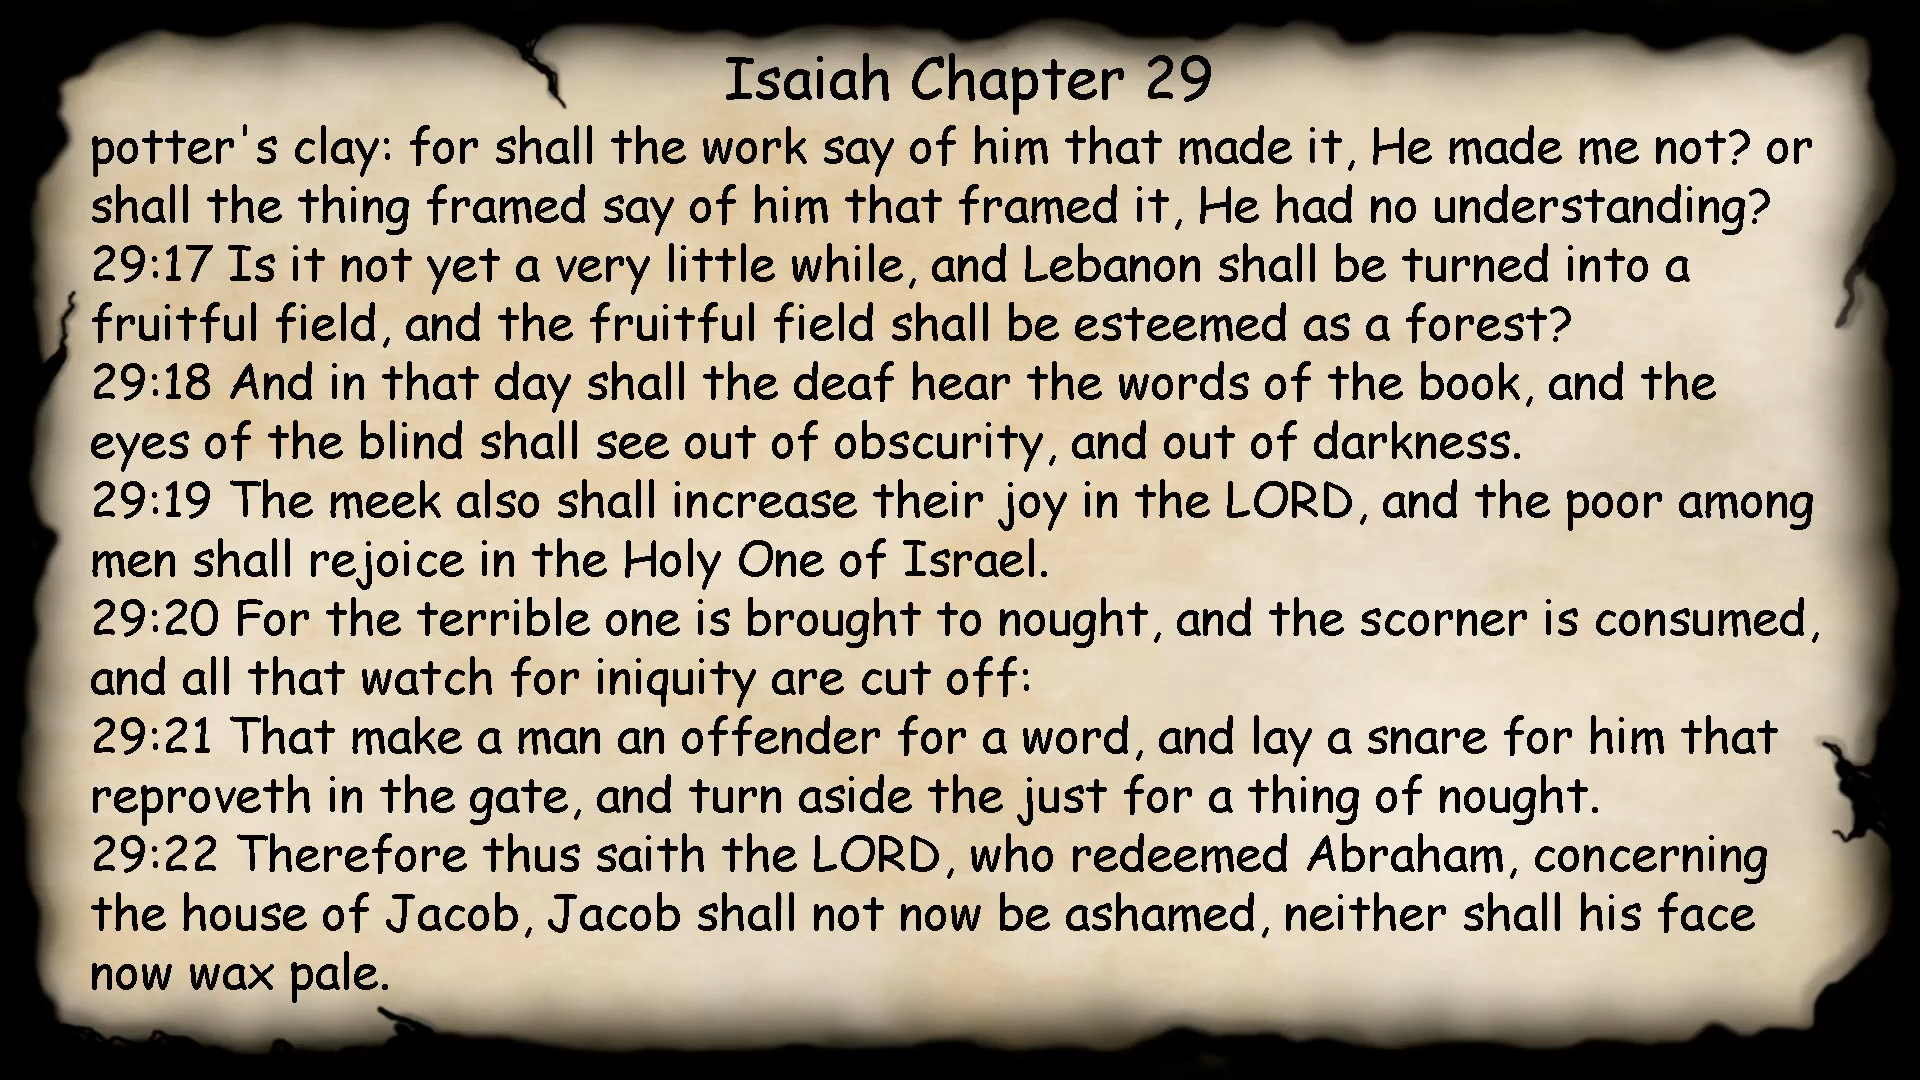 Isaiah Chapter 29
potter's clay: for shall the work say of him that made it, He made me not? or
shall the thing framed say of him that framed it, He had no understanding?
29:17 Is it not yet a very little while, and Lebanon shall be turned into a
fruitful field, and the fruitful field shall be esteemed as a forest?
29:18 And in that day shall the deaf hear the words of the book, and the
eyes of the blind shall see out of obscurity, and out of darkness.
29:19 The meek also shall increase their joy in the LORD, and the poor among
men shall rejoice in the Holy One of Israel.
29:20 For the terrible one is brought to nought, and the scorner is consumed,
and all that watch for iniquity are cut off:
29:21 That make a man an offender for a word, and lay a snare for him that
reproveth in the gate, and turn aside the just for a thing of nought.
29:22 Therefore thus saith the LORD, who redeemed Abraham, concerning
the house of Jacob, Jacob shall not now be ashamed, neither shall his face
now wax pale.